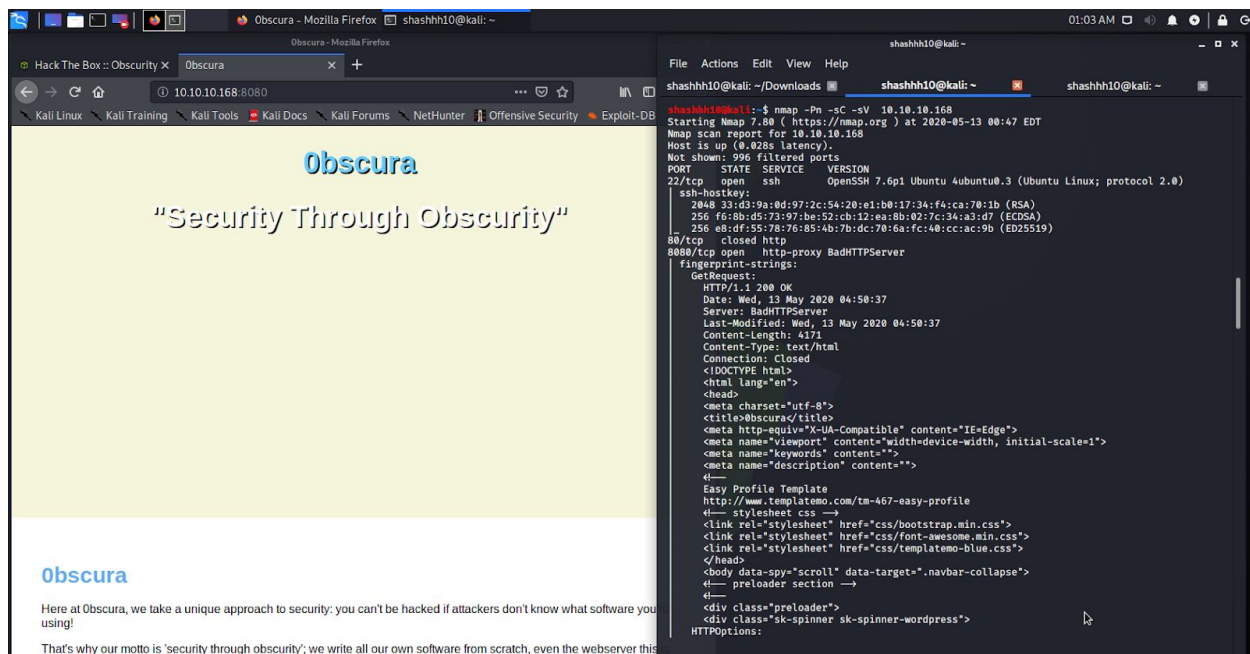 0bscura - Mozilla Firefox
shashhh10@kali: ~
01:03 AM
0bscura - Mozilla Firefox
Hack The Box :: Obscurity
0bscura
10.10.10.168:8080
Kali Linux
Kali Training
Kali Tools
Kali Docs
Kali Forums
NetHunter
Offensive Security
Exploit-DB
0bscura
"Security Through Obscurity"
0bscura
Here at 0bscura, we take a unique approach to security: you can't be hacked if attackers don't know what software you
using!
That's why our motto is 'security through obscurity'; we write all our own software from scratch, even the webserver this
shashhh10@kali: ~
File Actions Edit View Help
shashhh10@kali: ~/Downloads
shashhh10@kali: ~
shashhh10@kali: ~
shashhh10@kali:~$ nmap -Pn -sC -sV 10.10.10.168
Starting Nmap 7.80 ( https://nmap.org ) at 2020-05-13 00:47 EDT
Nmap scan report for 10.10.10.168
Host is up (0.028s latency).
Not shown: 996 filtered ports
PORT STATE SERVICE VERSION
22/tcp open ssh OpenSSH 7.6p1 Ubuntu 4ubuntu0.3 (Ubuntu Linux; protocol 2.0)
| ssh-hostkey:
| 2048 33:d3:9a:0d:97:2c:54:20:e1:b0:17:34:f4:ca:70:1b (RSA)
| 256 f6:8b:d5:73:97:be:52:cb:12:ea:8b:02:7c:34:a3:d7 (ECDSA)
|_ 256 e8:df:55:78:76:85:4b:7b:dc:70:6a:fc:40:cc:ac:9b (ED25519)
80/tcp closed http
8080/tcp open http-proxy BadHTTPServer
| fingerprint-strings:
| GetRequest:
| HTTP/1.1 200 OK
| Date: Wed, 13 May 2020 04:50:37
| Server: BadHTTPServer
| Last-Modified: Wed, 13 May 2020 04:50:37
| Content-Length: 4171
| Content-Type: text/html
| Connection: Closed
| <!DOCTYPE html>
| <html lang="en">
| <head>
| <meta charset="utf-8">
| <title>0bscura</title>
| <meta http-equiv="X-UA-Compatible" content="IE=Edge">
| <meta name="viewport" content="width=device-width, initial-scale=1">
| <meta name="keywords" content="">
| <meta name="description" content="">
| <!--
| Easy Profile Template
| http://www.templatemo.com/tm-467-easy-profile
| <!-- stylesheet css -->
| <link rel="stylesheet" href="css/bootstrap.min.css">
| <link rel="stylesheet" href="css/font-awesome.min.css">
| <link rel="stylesheet" href="css/templatemo-blue.css">
| </head>
| <body data-spy="scroll" data-target=".navbar-collapse">
| <!-- preloader section -->
| <!--
| <div class="preloader">
| <div class="sk-spinner sk-spinner-wordpress">
| HTTPOptions: